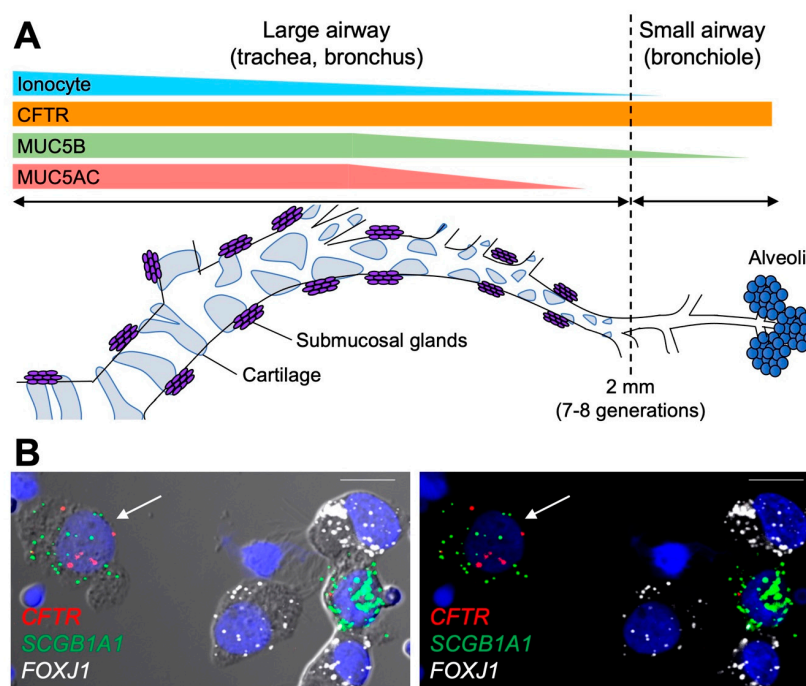 A
Large airway
(trachea, bronchus)
Small airway
(bronchiole)
Ionocyte
CFTR
MUC5B
MUC5AC
Alveoli
Submucosal glands
Cartilage
2 mm
(7-8 generations)
B
CFTR
SCGB1A1
FOXJ1
CFTR
SCGB1A1
FOXJ1